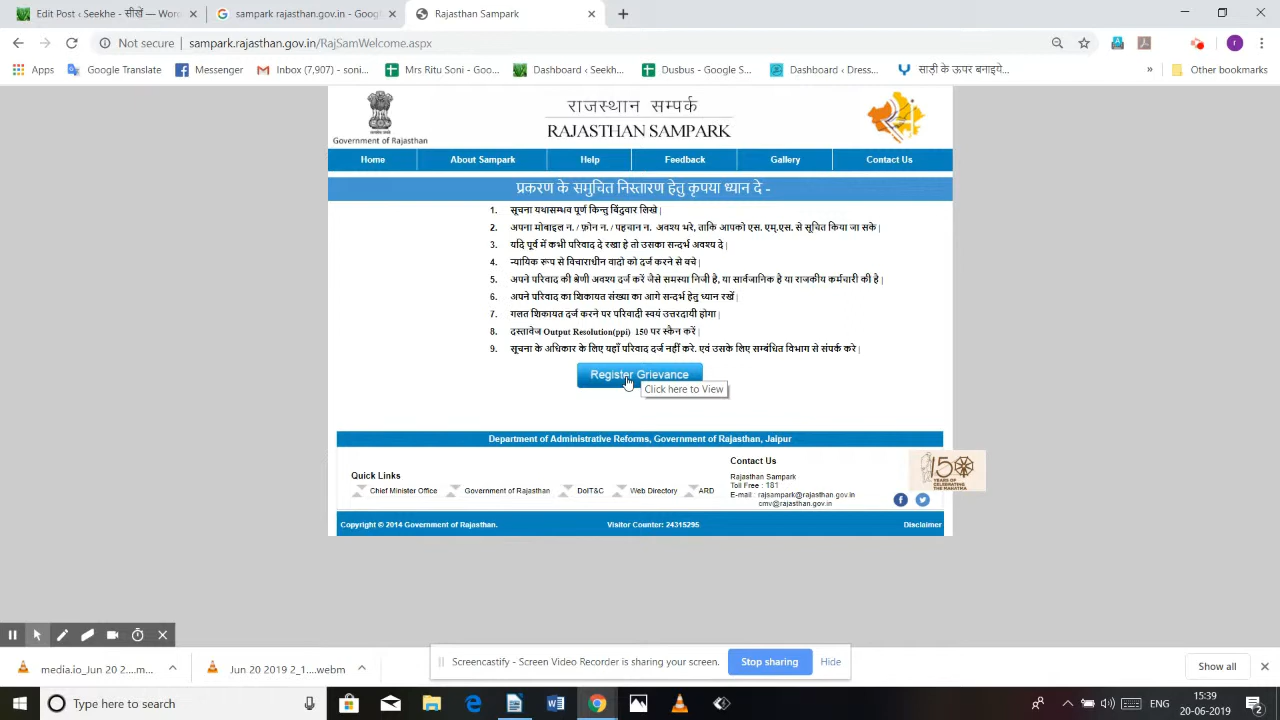 Edit Post ‹ Seekhe - सीखें - Wor
sampark.rajasthan.gov.in - Goog
Rajasthan Sampark
Not secure | sampark.rajasthan.gov.in/RajSamWelcome.aspx
r
Apps
Google Translate
Messenger
Inbox (7,907) - soni...
Mrs Ritu Soni - Goo...
Dashboard ‹ Seekh...
Dusbus - Google S...
Dashboard ‹ Dress...
साड़ी के ऊपर बनाइपे...
»
Other bookmarks
Government of Rajasthan
राजस्थान सम्पर्क
RAJASTHAN SAMPARK
Home
About Sampark
Help
Feedback
Gallery
Contact Us
प्रकरण के समुचित निस्तारण हेतु कृपया ध्यान दे -
1. सूचना यथासम्भव पूर्ण किन्तु बिंदुवार लिखे |
2. अपना मोबाइल न. / फ़ोन न. / पहचान न. अवश्य भरे, ताकि आपको एस. एम्.एस. से सूचित किया जा सके |
3. यदि पूर्व में कभी परिवाद दे रखा हे तो उसका सन्दर्भ अवश्य दे |
4. न्यायिक रूप से विचाराधीन वादो को दर्ज करने से बचे |
5. अपने परिवाद की श्रेणी अवश्य दर्ज करें जैसे समस्या निजी है, या सार्वजानिक है या राजकीय कर्मचारी की है |
6. अपने परिवाद का शिकायत संख्या का आगे सन्दर्भ हेतु ध्यान रखें |
7. गलत शिकायत दर्ज करने पर परिवादी स्वयं उत्तरदायी होगा |
8. दस्तावेज Output Resolution(ppi) 150 पर स्कैन करें |
9. सूचना के अधिकार के लिए यहाँ परिवाद दर्ज नहीं करे. एवं उसके लिए सम्बंधित विभाग से संपर्क करे |
Register Grievance
Click here to View
Department of Administrative Reforms, Government of Rajasthan, Jaipur
Quick Links
Chief Minister Office
Government of Rajasthan
DoIT&C
Web Directory
ARD
Contact Us
Rajasthan Sampark
Toll Free : 181
E-mail : rajsampark@rajasthan.gov.in
cmv@rajasthan.gov.in
150
YEARS OF
CELEBRATING
THE MAHATMA
Copyright © 2014 Government of Rajasthan.
Visitor Counter: 24315295
Disclaimer
media.io_Jun 20 2....m...
Jun 20 2019 2_1....webm
Screencastify - Screen Video Recorder is sharing your screen.
Stop sharing
Hide
Show all
Type here to search
ENG
15:39
20-06-2019
2